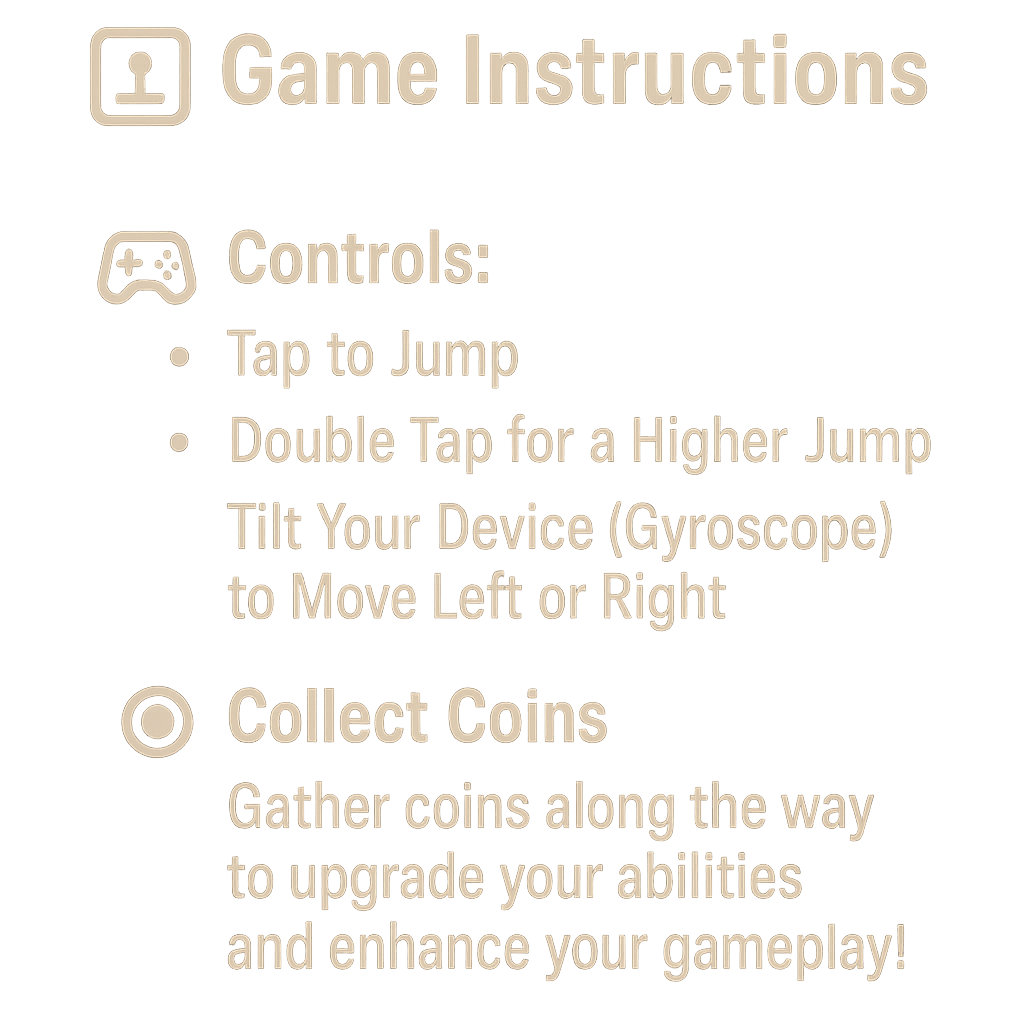 Game Instructions
Controls:
• Tap to Jump
• Double Tap for a Higher Jump
Tilt Your Device (Gyroscope)
to Move Left or Right
Collect Coins
Gather coins along the way
to upgrade your abilities
and enhance your gameplay!